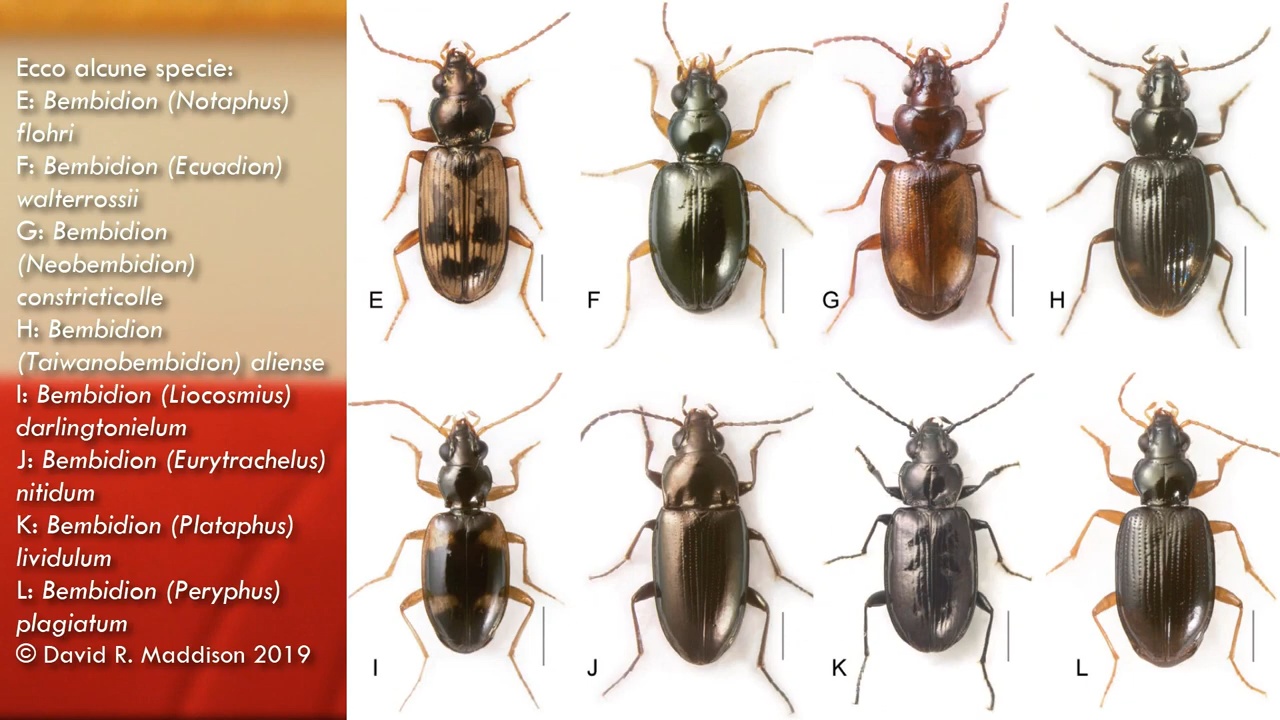 Ecco alcune specie:
E: Bembidion (Notaphus)
flohri
F: Bembidion (Ecuadion)
walterrossii
G: Bembidion
(Neobembidion)
constricticolle
H: Bembidion
(Taiwanobembidion) aliense
I: Bembidion (Liocosmius)
darlingtonielum
J: Bembidion (Eurytrachelus)
nitidum
K: Bembidion (Plataphus)
lividulum
L: Bembidion (Peryphus)
plagiatum
© David R. Maddison 2019
E
F
G
H
I
J
K
L